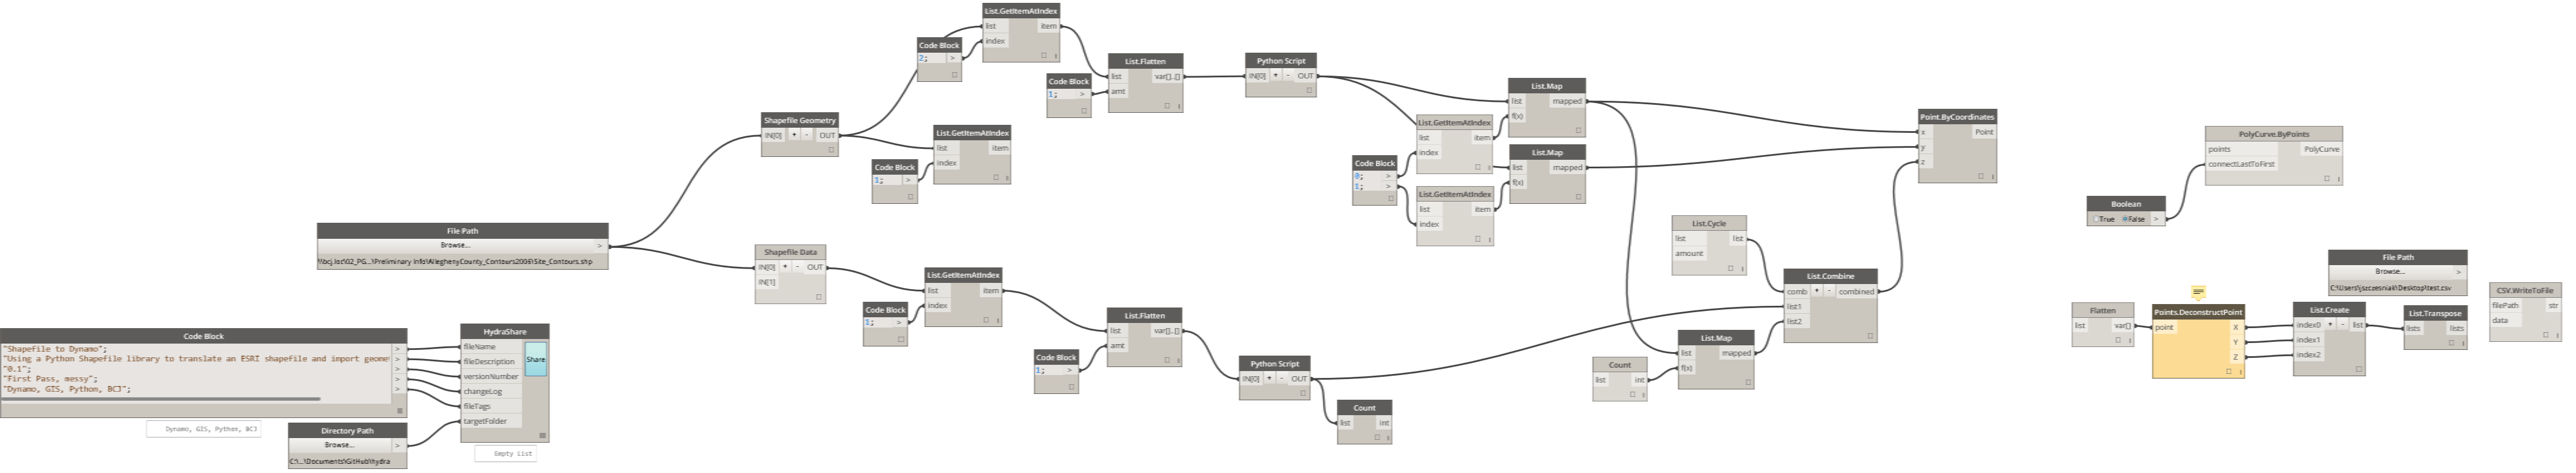 List.GetItemAtIndex
list item
index
Code Block
2; >
List.Flatten
list var[]..[]
amt
Code Block
1; >
Python Script
IN[0] + - OUT
Shapefile Geometry
IN[0] + - OUT
List.GetItemAtIndex
list item
index
Code Block
1; >
List.Map
list mapped
f(x)
List.GetItemAtIndex
list item
index
List.Map
list mapped
f(x)
Code Block
0; >
1; >
List.GetItemAtIndex
list item
index
Point.ByCoordinates
x Point
y
z
PolyCurve.ByPoints
points PolyCurve
connectLastToFirst
Boolean
True False >
File Path
Browse... >
Preliminary Info\AlleghenyCounty_Contours2006\Site_Contours.shp
Shapefile Data
IN[0] + - OUT
IN[1]
List.GetItemAtIndex
list item
index
Code Block
1; >
List.Flatten
list var[]..[]
amt
Code Block
1; >
Python Script
IN[0] + - OUT
Count
list int
List.Cycle
list list
amount
List.Combine
comb + - combined
list1
list2
List.Map
list mapped
f(x)
Count
list int
File Path
Browse... >
C:\Users\jszczesniak\Desktop\test.csv
CSV.WriteToFile
filePath str
data
Flatten
list var[]
Points.DeconstructPoint
point X
Y
Z
List.Create
index0 + - list
index1
index2
List.Transpose
lists lists
Code Block
"Shapefile to Dynamo"; >
"Using a Python Shapefile library to translate an ESRI shapefile and import geome >
"0.1"; >
"First Pass, messy"; >
"Dynamo, GIS, Python, BCJ"; >
Dynamo, GIS, Python, BCJ
HydraShare
fileName
fileDescription
versionNumber
changeLog
fileTags
targetFolder
Share
Empty List
Directory Path
Browse... >
C:\...\Documents\GitHub\hydra